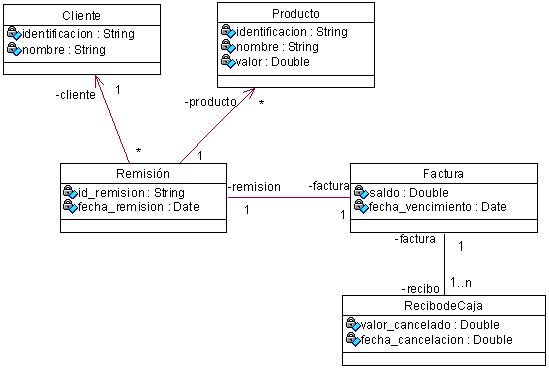 Cliente
identificacion : String
nombre : String
Producto
identificacion : String
nombre : String
valor : Double
-cliente
1
-producto
*
*
1
Remisión
id_remision : String
fecha_remision : Date
-remision
1
-factura
1
Factura
saldo : Double
fecha_vencimiento : Date
-factura
1
-recibo
1..n
RecibodeCaja
valor_cancelado : Double
fecha_cancelacion : Double